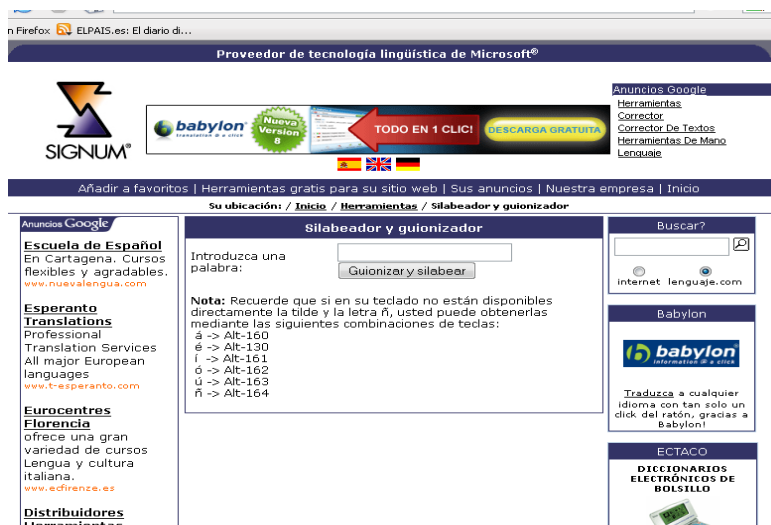 n Firefox ELPAIS.es: El diario di...
Proveedor de tecnología lingüística de Microsoft®
SIGNUM®
babylon
translation @ a click
Nueva
Version
8
TODO EN 1 CLIC!
DESCARGA GRATUITA
Anuncios Google
Herramientas
Corrector
Corrector De Textos
Herramientas De Mano
Lenguaje
Añadir a favoritos | Herramientas gratis para su sitio web | Sus anuncios | Nuestra empresa | Inicio
Su ubicación: / Inicio / Herramientas / Silabeador y guionizador
Anuncios Google
Escuela de Español
En Cartagena. Cursos
flexibles y agradables.
www.nuevalengua.com
Esperanto
Translations
Professional
Translation Services
All major European
languages
www.t-esperanto.com
Eurocentres
Florencia
ofrece una gran
variedad de cursos
Lengua y cultura
italiana.
www.ecfirenze.es
Distribuidores
Herramientas
Silabeador y guionizador
Introduzca una
palabra:
Guionizar y silabear
Nota: Recuerde que si en su teclado no están disponibles
directamente la tilde y la letra ñ, usted puede obtenerlas
mediante las siguientes combinaciones de teclas:
á -> Alt-160
é -> Alt-130
í -> Alt-161
ó -> Alt-162
ú -> Alt-163
ñ -> Alt-164
Buscar?
internet lenguaje.com
Babylon
babylon
information @ a click
Traduzca a cualquier
idioma con tan solo un
click del ratón, gracias a
Babylon!
ECTACO
DICCIONARIOS
ELECTRÓNICOS DE
BOLSILLO